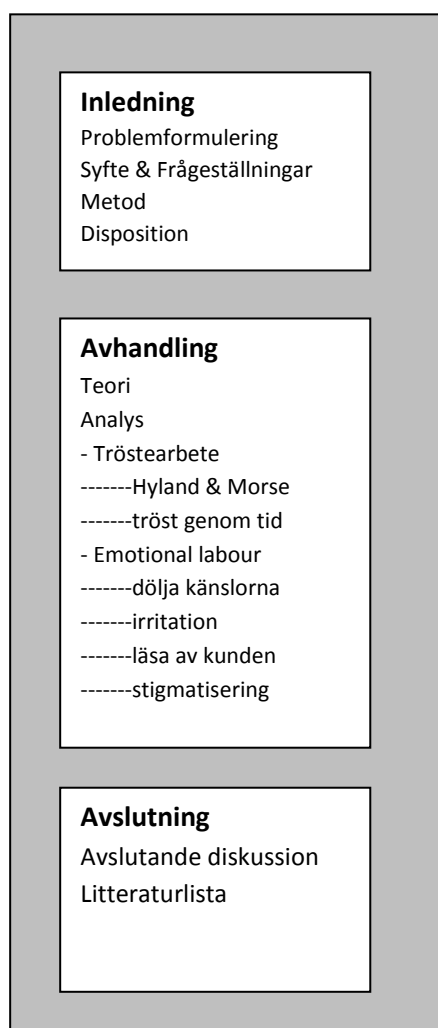 Inledning
Problemformulering
Syfte & Frågeställningar
Metod
Disposition
Avhandling
Teori
Analys
- Tröstearbete
-------Hyland & Morse
-------tröst genom tid
- Emotional labour
-------dölja känslorna
-------irritation
-------läsa av kunden
-------stigmatisering
Avslutning
Avslutande diskussion
Litteraturlista